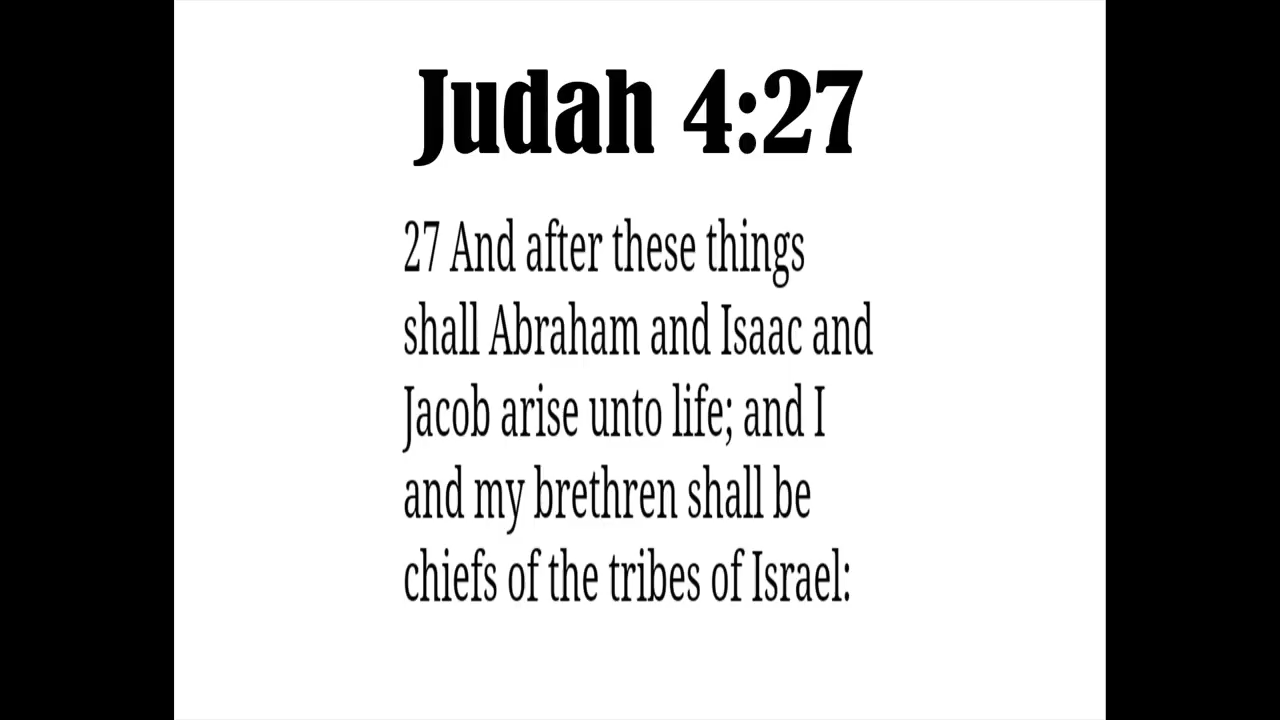 Judah 4:27
27 And after these things
shall Abraham and Isaac and
Jacob arise unto life; and I
and my brethren shall be
chiefs of the tribes of Israel: